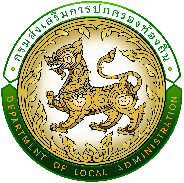 กรมส่งเสริมการปกครองท้องถิ่น
DEPARTMENT OF LOCAL ADMINISTRATION